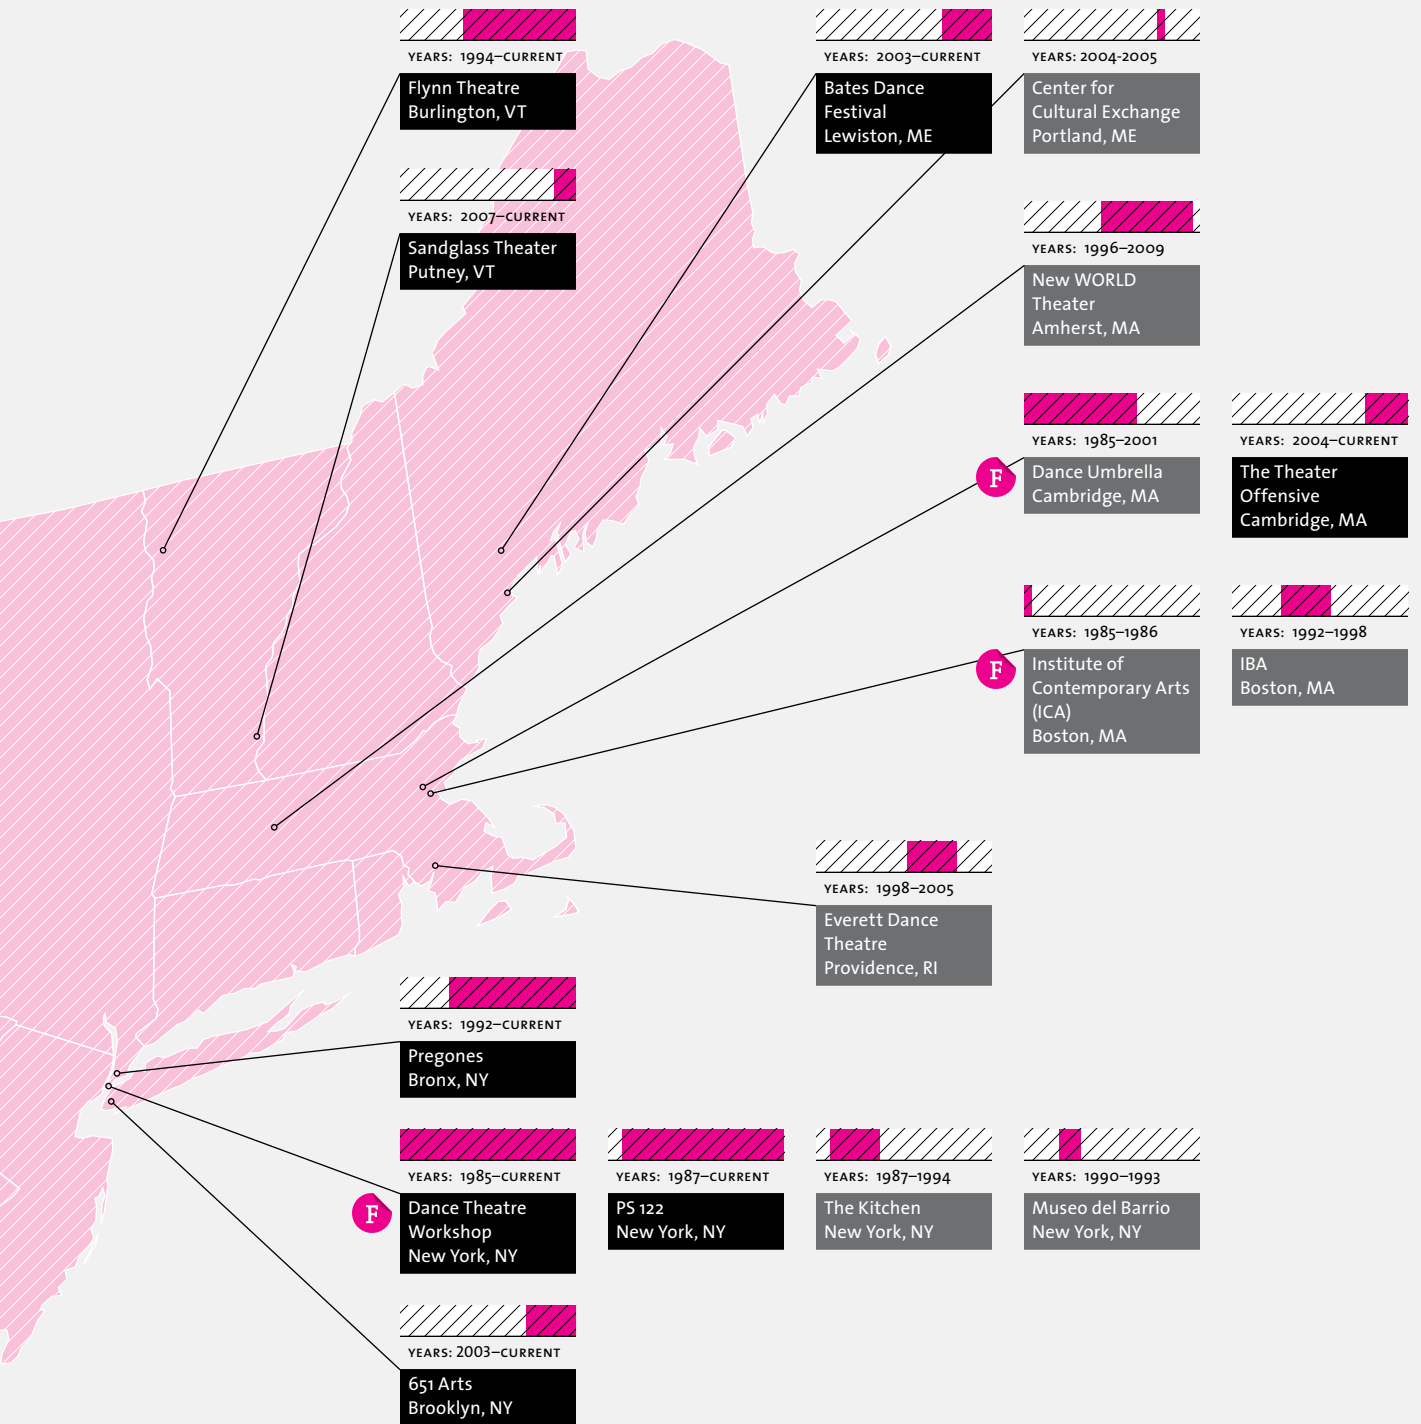 YEARS: 1994–CURRENT
Flynn Theatre
Burlington, VT
YEARS: 2003–CURRENT
Bates Dance
Festival
Lewiston, ME
YEARS: 2004-2005
Center for
Cultural Exchange
Portland, ME
YEARS: 2007–CURRENT
Sandglass Theater
Putney, VT
YEARS: 1996–2009
New WORLD
Theater
Amherst, MA
YEARS: 1985–2001
F
Dance Umbrella
Cambridge, MA
YEARS: 2004–CURRENT
The Theater
Offensive
Cambridge, MA
YEARS: 1985–1986
F
Institute of
Contemporary Arts
(ICA)
Boston, MA
YEARS: 1992–1998
IBA
Boston, MA
YEARS: 1998–2005
Everett Dance
Theatre
Providence, RI
YEARS: 1992–CURRENT
Pregones
Bronx, NY
YEARS: 1985–CURRENT
F
Dance Theatre
Workshop
New York, NY
YEARS: 1987–CURRENT
PS 122
New York, NY
YEARS: 1987–1994
The Kitchen
New York, NY
YEARS: 1990–1993
Museo del Barrio
New York, NY
YEARS: 2003–CURRENT
651 Arts
Brooklyn, NY